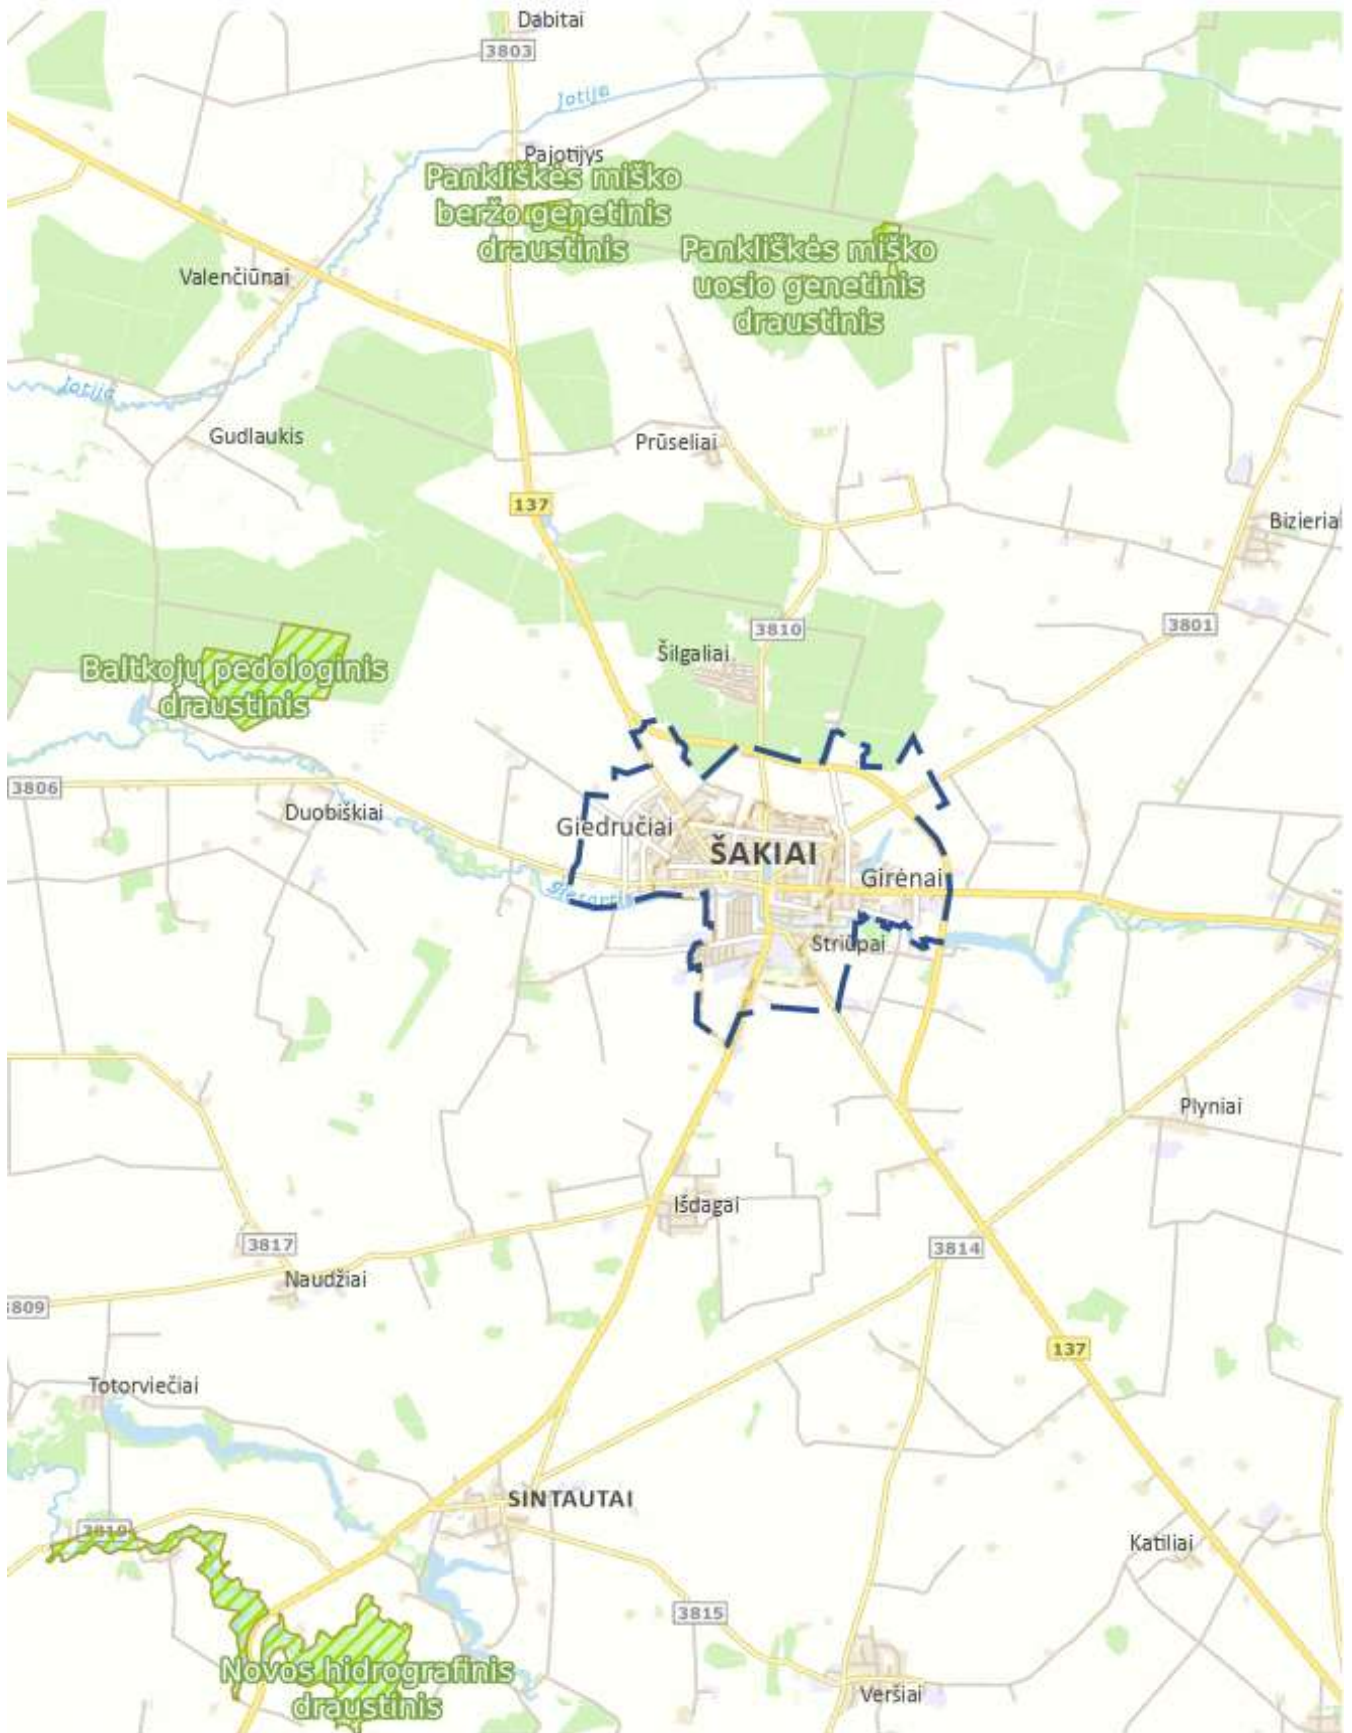 Dabitai
3803
Jotija
Pajotijys
Pankliškės miško
beržo genetinis
draustinis
Pankliškės miško
uosio genetinis
draustinis
Valenčiūnai
Jotija
Gudlaukis
Prūseliai
137
Bizieriai
3810
3801
Šilgaliai
Baltkojų pedologinis
draustinis
3806
Duobiškiai
Giedručiai
ŠAKIAI
Girėnai
Striūpai
Plyniai
Išdagai
3817
3814
Naudžiai
3809
137
Totorviečiai
SINTAUTAI
3819
Katiliai
3815
Novos hidrografinis
draustinis
Veršiai